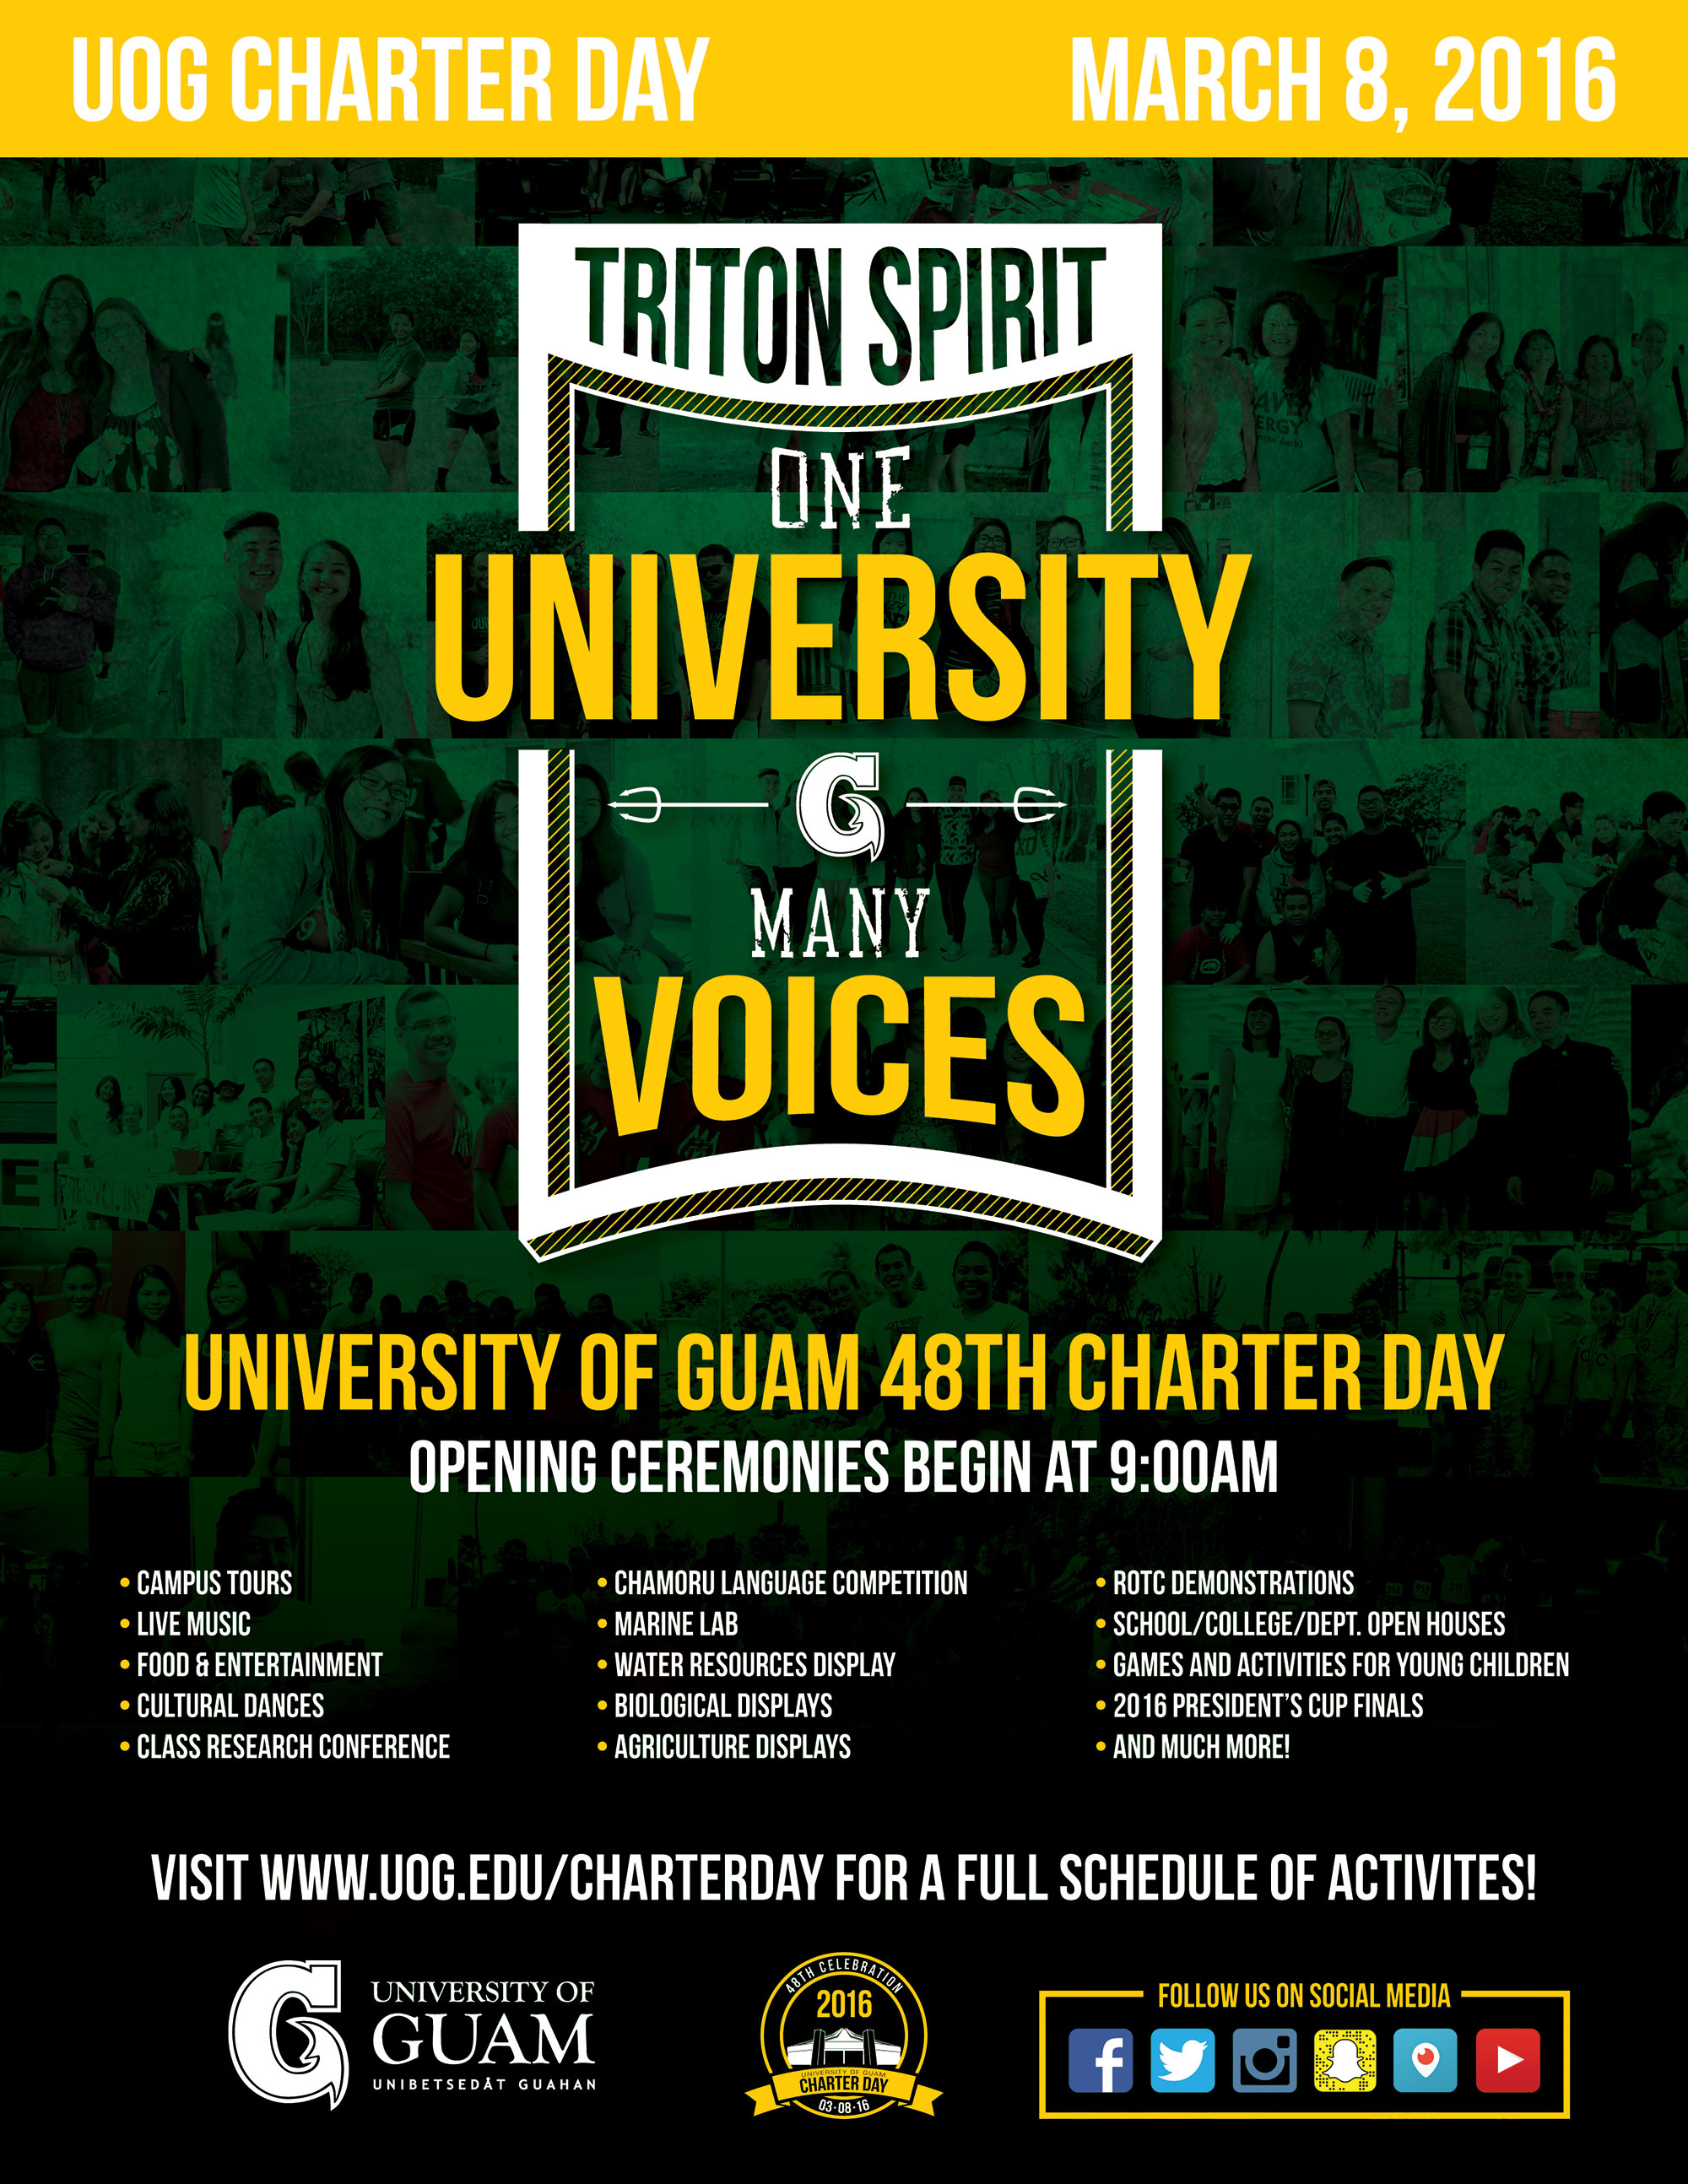 UOG CHARTER DAY
MARCH 8, 2016
TRITON SPIRIT
ONE
UNIVERSITY
G
MANY
VOICES
UNIVERSITY OF GUAM 48TH CHARTER DAY
OPENING CEREMONIES BEGIN AT 9:00AM
• CAMPUS TOURS
• LIVE MUSIC
• FOOD & ENTERTAINMENT
• CULTURAL DANCES
• CLASS RESEARCH CONFERENCE
• CHAMORU LANGUAGE COMPETITION
• MARINE LAB
• WATER RESOURCES DISPLAY
• BIOLOGICAL DISPLAYS
• AGRICULTURE DISPLAYS
• ROTC DEMONSTRATIONS
• SCHOOL/COLLEGE/DEPT. OPEN HOUSES
• GAMES AND ACTIVITIES FOR YOUNG CHILDREN
• 2016 PRESIDENT'S CUP FINALS
• AND MUCH MORE!
VISIT WWW.UOG.EDU/CHARTERDAY FOR A FULL SCHEDULE OF ACTIVITES!
G
UNIVERSITY OF
GUAM
UNIBETSEDÅT GUAHAN
48TH CELEBRATION
2016
UNIVERSITY OF GUAM
CHARTER DAY
03·08·16
FOLLOW US ON SOCIAL MEDIA